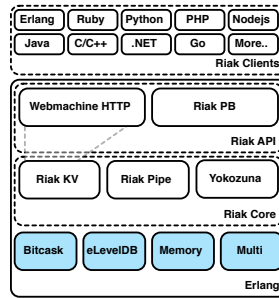 Erlang Ruby Python PHP Nodejs
Java C/C++ .NET Go More..
Riak Clients
Webmachine HTTP Riak PB
Riak API
Riak KV Riak Pipe Yokozuna
Riak Core
Bitcask eLevelDB Memory Multi
Erlang